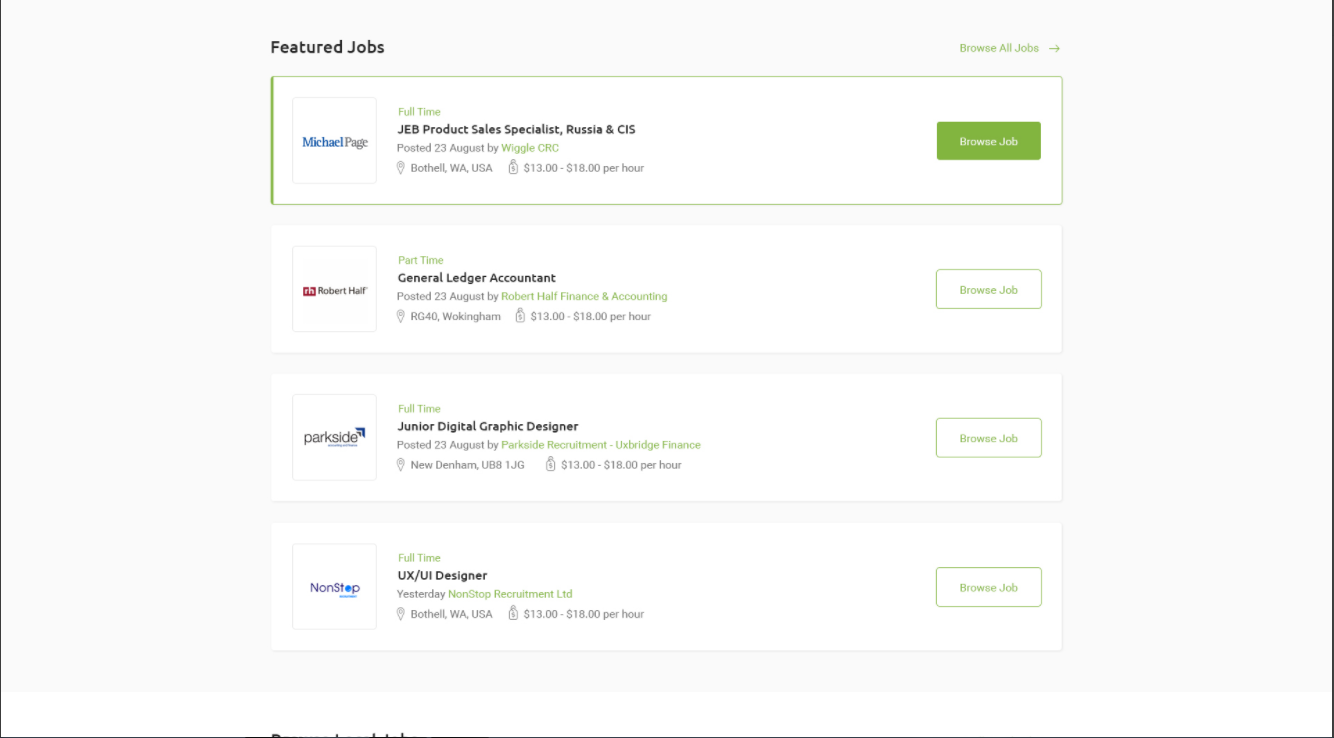 Featured Jobs
Browse All Jobs →
MichaelPage
Full Time
JEB Product Sales Specialist, Russia & CIS
Posted 23 August by Wiggle CRC
Bothell, WA, USA $13.00 - $18.00 per hour
Browse Job
rh Robert Half
Part Time
General Ledger Accountant
Posted 23 August by Robert Half Finance & Accounting
RG40, Wokingham $13.00 - $18.00 per hour
Browse Job
parkside
Full Time
Junior Digital Graphic Designer
Posted 23 August by Parkside Recruitment - Uxbridge Finance
New Denham, UB8 1JG $13.00 - $18.00 per hour
Browse Job
NonStop
Full Time
UX/UI Designer
Yesterday NonStop Recruitment Ltd
Bothell, WA, USA $13.00 - $18.00 per hour
Browse Job